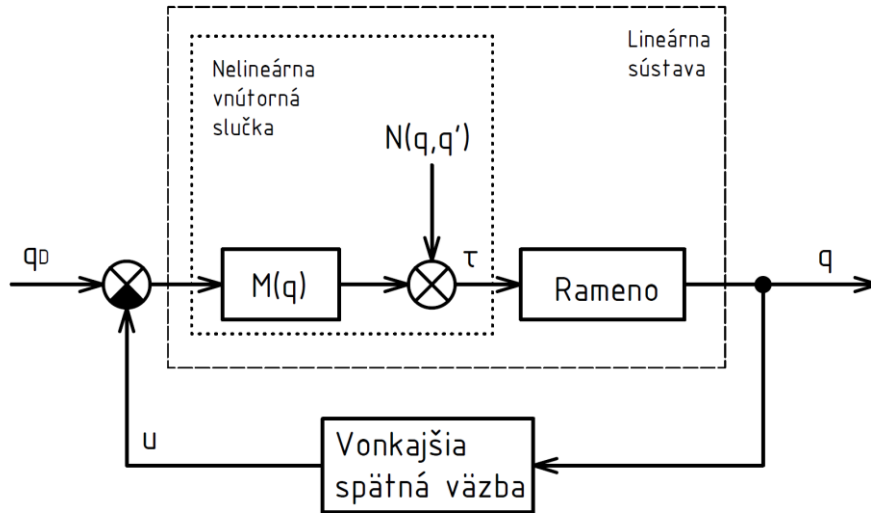 Nelineárna
vnútorná
slučka
Lineárna
sústava
N(q,q')
qD
M(q)
τ
Rameno
q
u
Vonkajšia
spätná väzba